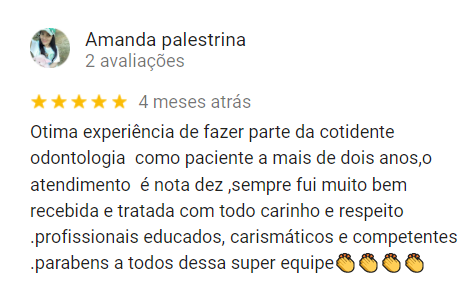 Amanda palestrina
2 avaliações
4 meses atrás
Otima experiência de fazer parte da cotidente
odontologia como paciente a mais de dois anos,o
atendimento é nota dez ,sempre fui muito bem
recebida e tratada com todo carinho e respeito
.profissionais educados, carismáticos e competentes
.parabens a todos dessa super equipe👏👏👏👏